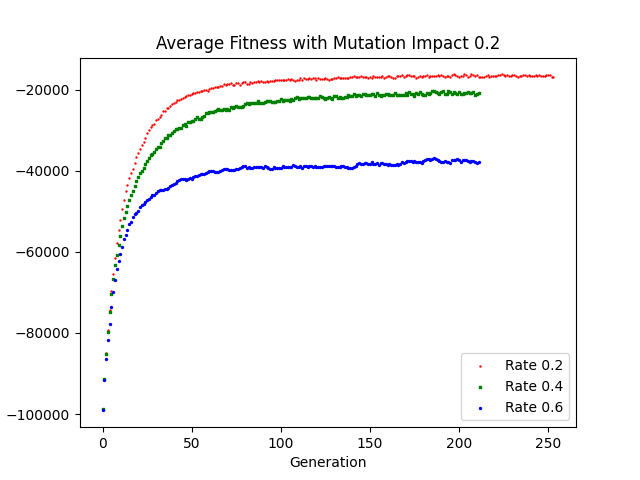 Average Fitness with Mutation Impact 0.2
−20000
−40000
−60000
−80000
−100000
0 50 100 150 200 250
Generation
Rate 0.2
Rate 0.4
Rate 0.6